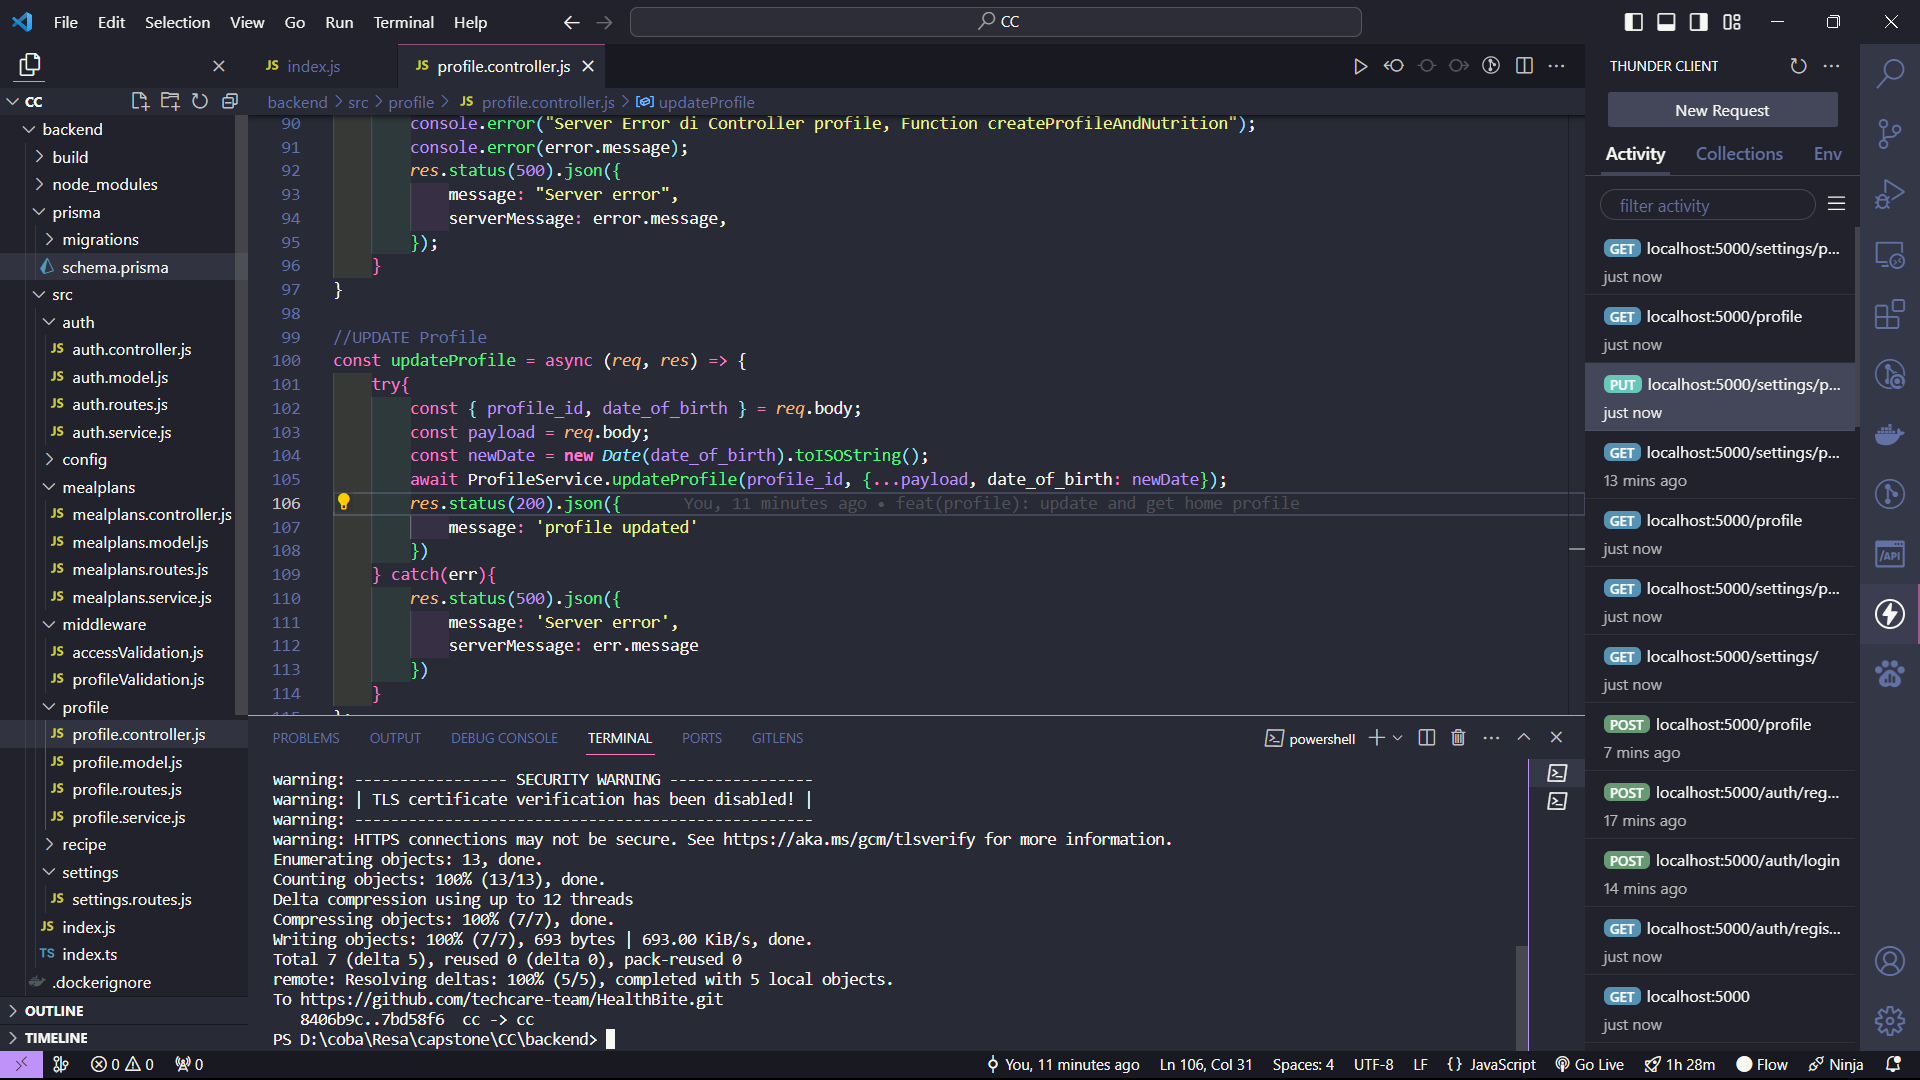 File Edit Selection View Go Run Terminal Help
CC
CC
backend
build
node_modules
prisma
migrations
schema.prisma
src
auth
JS auth.controller.js
JS auth.model.js
JS auth.routes.js
JS auth.service.js
config
mealplans
JS mealplans.controller.js
JS mealplans.model.js
JS mealplans.routes.js
JS mealplans.service.js
middleware
JS accessValidation.js
JS profileValidation.js
profile
JS profile.controller.js
JS profile.model.js
JS profile.routes.js
JS profile.service.js
recipe
settings
JS settings.routes.js
JS index.js
TS index.ts
.dockerignore
OUTLINE
TIMELINE
JS index.js
JS profile.controller.js
backend > src > profile > JS profile.controller.js > updateProfile
90 console.error("Server Error di Controller profile, Function createProfileAndNutrition");
91 console.error(error.message);
92 res.status(500).json({
93 message: "Server error",
94 serverMessage: error.message,
95 });
96 }
97 }
98
99 //UPDATE Profile
100 const updateProfile = async (req, res) => {
101 try{
102 const { profile_id, date_of_birth } = req.body;
103 const payload = req.body;
104 const newDate = new Date(date_of_birth).toISOString();
105 await ProfileService.updateProfile(profile_id, {...payload, date_of_birth: newDate});
106 res.status(200).json({ You, 11 minutes ago • feat(profile): update and get home profile
107 message: 'profile updated'
108 })
109 } catch(err){
110 res.status(500).json({
111 message: 'Server error',
112 serverMessage: err.message
113 })
114 }
PROBLEMS OUTPUT DEBUG CONSOLE TERMINAL PORTS GITLENS
powershell
warning: ----------------- SECURITY WARNING ----------------
warning: | TLS certificate verification has been disabled! |
warning: ---------------------------------------------------
warning: HTTPS connections may not be secure. See https://aka.ms/gcm/tlsverify for more information.
Enumerating objects: 13, done.
Counting objects: 100% (13/13), done.
Delta compression using up to 12 threads
Compressing objects: 100% (7/7), done.
Writing objects: 100% (7/7), 693 bytes | 693.00 KiB/s, done.
Total 7 (delta 5), reused 0 (delta 0), pack-reused 0
remote: Resolving deltas: 100% (5/5), completed with 5 local objects.
To https://github.com/techcare-team/HealthBite.git
8406b9c..7bd58f6 cc -> cc
PS D:\coba\Resa\capstone\CC\backend>
THUNDER CLIENT
New Request
Activity Collections Env
filter activity
GET localhost:5000/settings/p...
just now
GET localhost:5000/profile
just now
PUT localhost:5000/settings/p...
just now
GET localhost:5000/settings/p...
13 mins ago
GET localhost:5000/profile
just now
GET localhost:5000/settings/p...
just now
GET localhost:5000/settings/
just now
POST localhost:5000/profile
7 mins ago
POST localhost:5000/auth/reg...
17 mins ago
POST localhost:5000/auth/login
14 mins ago
GET localhost:5000/auth/regis...
just now
GET localhost:5000
just now
/API
0 0 0
You, 11 minutes ago Ln 106, Col 31 Spaces: 4 UTF-8 LF {} JavaScript Go Live 1h 28m Flow Ninja